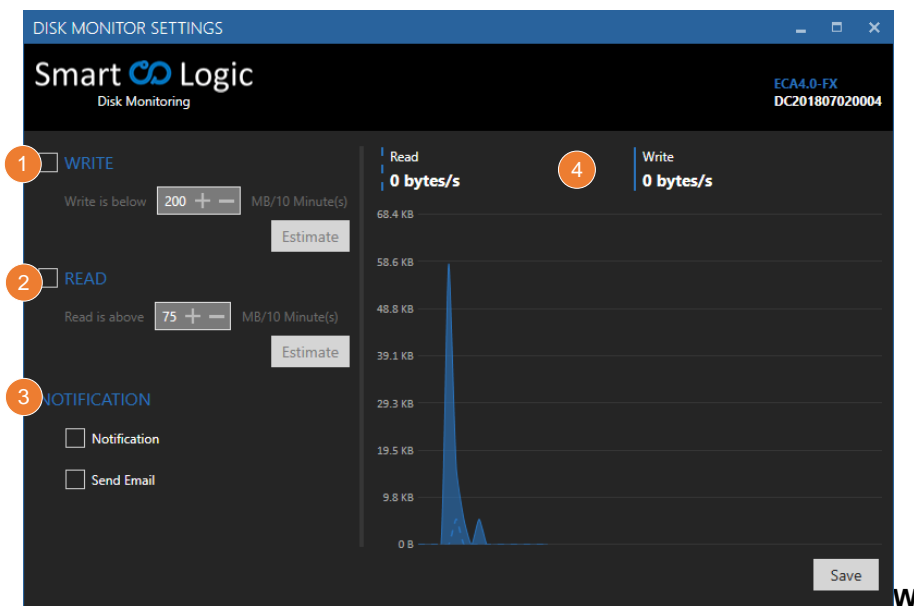 DISK MONITOR SETTINGS
Smart Logic
Disk Monitoring
ECA4.0-FX
DC201807020004
1
WRITE
Write is below 200 MB/10 Minute(s)
Estimate
2
READ
Read is above 75 MB/10 Minute(s)
Estimate
3
NOTIFICATION
Notification
Send Email
Read
0 bytes/s
4
Write
0 bytes/s
68.4 KB
58.6 KB
48.8 KB
39.1 KB
29.3 KB
19.5 KB
9.8 KB
0 B
Save
W